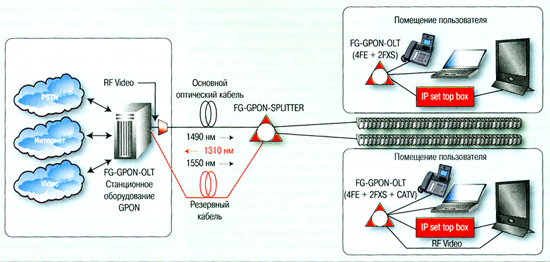 PSTN
Интернет
Video
RF Video
FG-GPON-OLT
Станционное
оборудование
GPON
Основной
оптический кабель
1490 нм
1310 нм
1550 нм
Резервный
кабель
FG-GPON-SPLITTER
Помещение пользователя
FG-GPON-OLT
(4FE + 2FXS)
IP set top box
Помещение пользователя
FG-GPON-OLT
(4FE + 2FXS + CATV)
IP set top box
RF Video